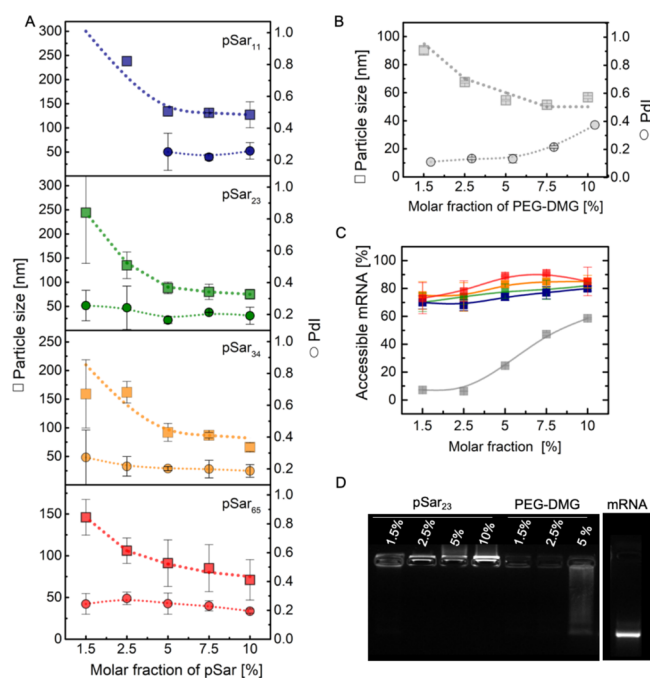 A
pSar11
300
250
200
150
100
50
1.0
0.8
0.6
0.4
0.2
pSar23
300
250
200
150
100
50
1.0
0.8
0.6
0.4
0.2
pSar34
250
200
150
100
50
1.0
0.8
0.6
0.4
0.2
pSar65
150
100
50
0
1.0
0.8
0.6
0.4
0.2
0.0
1.5 2.5 5 7.5 10
Molar fraction of pSar [%]
Particle size [nm]
PdI
B
100
80
60
40
20
0
1.0
0.8
0.6
0.4
0.2
0.0
1.5 2.5 5 7.5 10
Molar fraction of PEG-DMG [%]
Particle size [nm]
PdI
C
100
80
60
40
20
0
Accessible mRNA [%]
1.5 2.5 5 7.5 10
Molar fraction [%]
D
pSar23 PEG-DMG mRNA
1.5% 2.5% 5% 10% 1.5% 2.5% 5 %